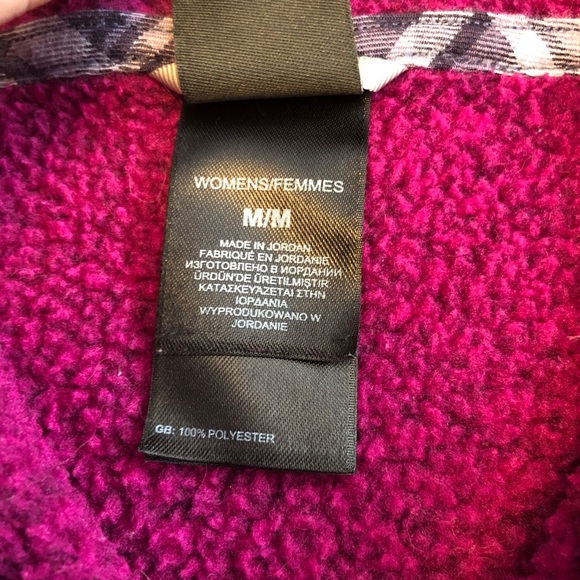 WOMENS/FEMMES
M/M
MADE IN JORDAN
FABRIQUÉ EN JORDANIE
ИЗГОТОВЛЕНО В ИОРДАНИИ
ÜRDÜN'DE ÜRETILMIŞTIR
ΚΑΤΑΣΚΕΥΆΖΕΤΑΙ ΣΤΗΝ
ΙΟΡΔΑΝΙΑ
WYPRODUKOWANO W
JORDANIE
GB: 100% POLYESTER